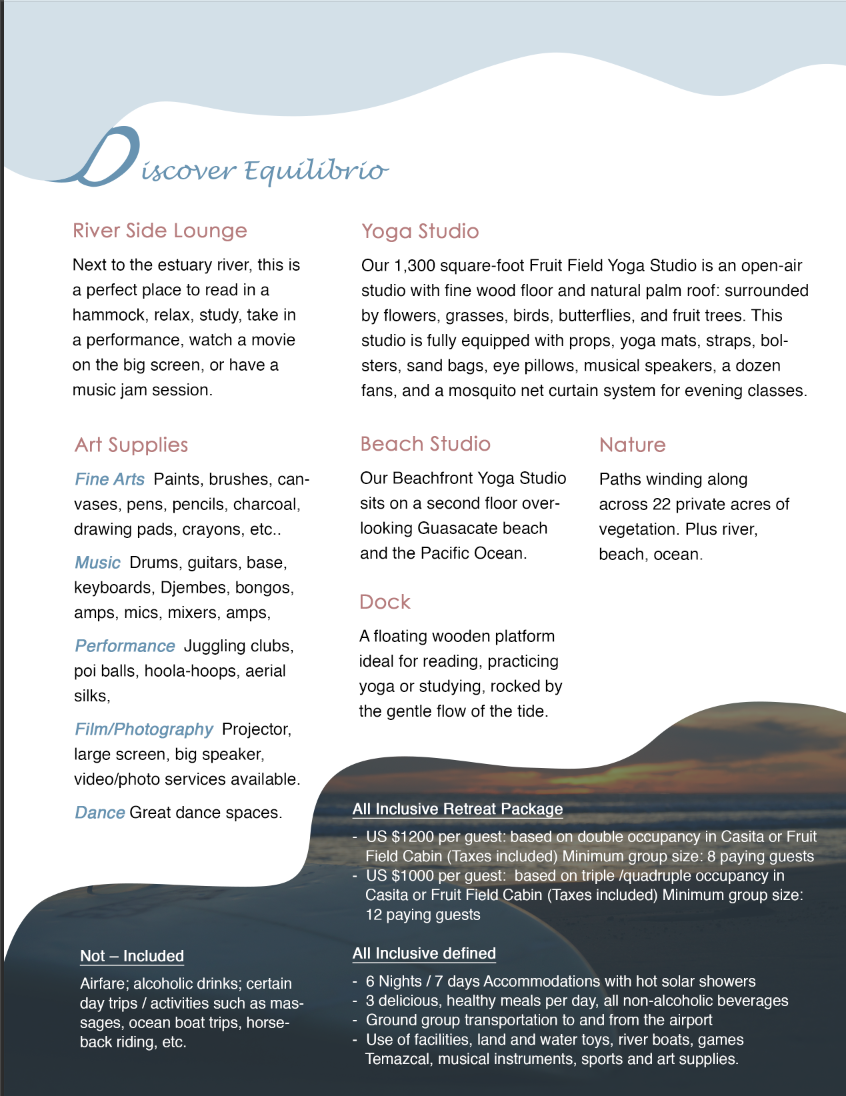 Discover Equilibrio
River Side Lounge
Next to the estuary river, this is
a perfect place to read in a
hammock, relax, study, take in
a performance, watch a movie
on the big screen, or have a
music jam session.
Yoga Studio
Our 1,300 square-foot Fruit Field Yoga Studio is an open-air
studio with fine wood floor and natural palm roof: surrounded
by flowers, grasses, birds, butterflies, and fruit trees. This
studio is fully equipped with props, yoga mats, straps, bol-
sters, sand bags, eye pillows, musical speakers, a dozen
fans, and a mosquito net curtain system for evening classes.
Art Supplies
Fine Arts Paints, brushes, can-
vases, pens, pencils, charcoal,
drawing pads, crayons, etc..
Music Drums, guitars, base,
keyboards, Djembes, bongos,
amps, mics, mixers, amps,
Performance Juggling clubs,
poi balls, hoola-hoops, aerial
silks,
Film/Photography Projector,
large screen, big speaker,
video/photo services available.
Dance Great dance spaces.
Beach Studio
Our Beachfront Yoga Studio
sits on a second floor over-
looking Guasacate beach
and the Pacific Ocean.
Nature
Paths winding along
across 22 private acres of
vegetation. Plus river,
beach, ocean.
Dock
A floating wooden platform
ideal for reading, practicing
yoga or studying, rocked by
the gentle flow of the tide.
All Inclusive Retreat Package
- US $1200 per guest: based on double occupancy in Casita or Fruit
Field Cabin (Taxes included) Minimum group size: 8 paying guests
- US $1000 per guest: based on triple /quadruple occupancy in
Casita or Fruit Field Cabin (Taxes included) Minimum group size:
12 paying guests
Not – Included
Airfare; alcoholic drinks; certain
day trips / activities such as mas-
sages, ocean boat trips, horse-
back riding, etc.
All Inclusive defined
- 6 Nights / 7 days Accommodations with hot solar showers
- 3 delicious, healthy meals per day, all non-alcoholic beverages
- Ground group transportation to and from the airport
- Use of facilities, land and water toys, river boats, games
Temazcal, musical instruments, sports and art supplies.